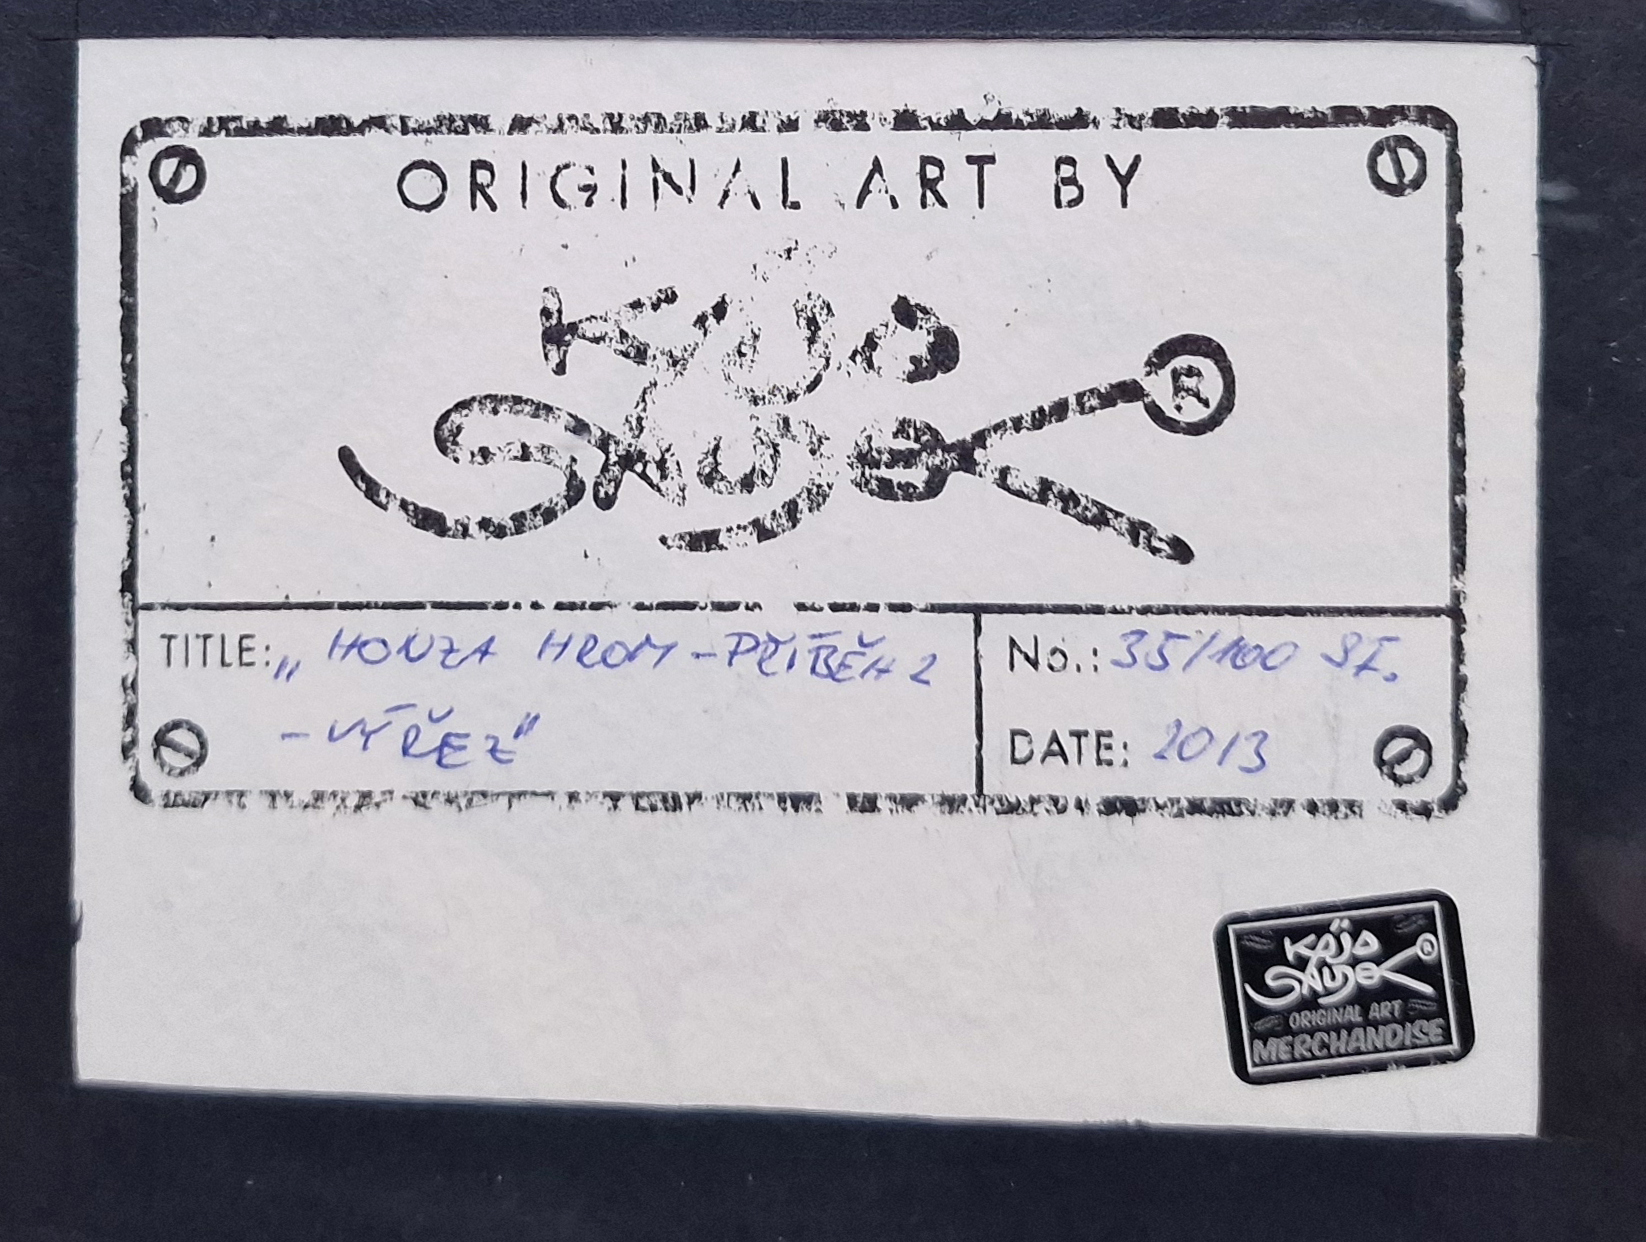 ORIGINAL ART BY
KÁJA
SAUDEK ®
TITLE: „HONZA HROM - PŘÍBĚH 2
- VÝŘEZ"
No.: 35/100
DATE: 2013
KÁJA
SAUDEK ®
ORIGINAL ART
MERCHANDISE